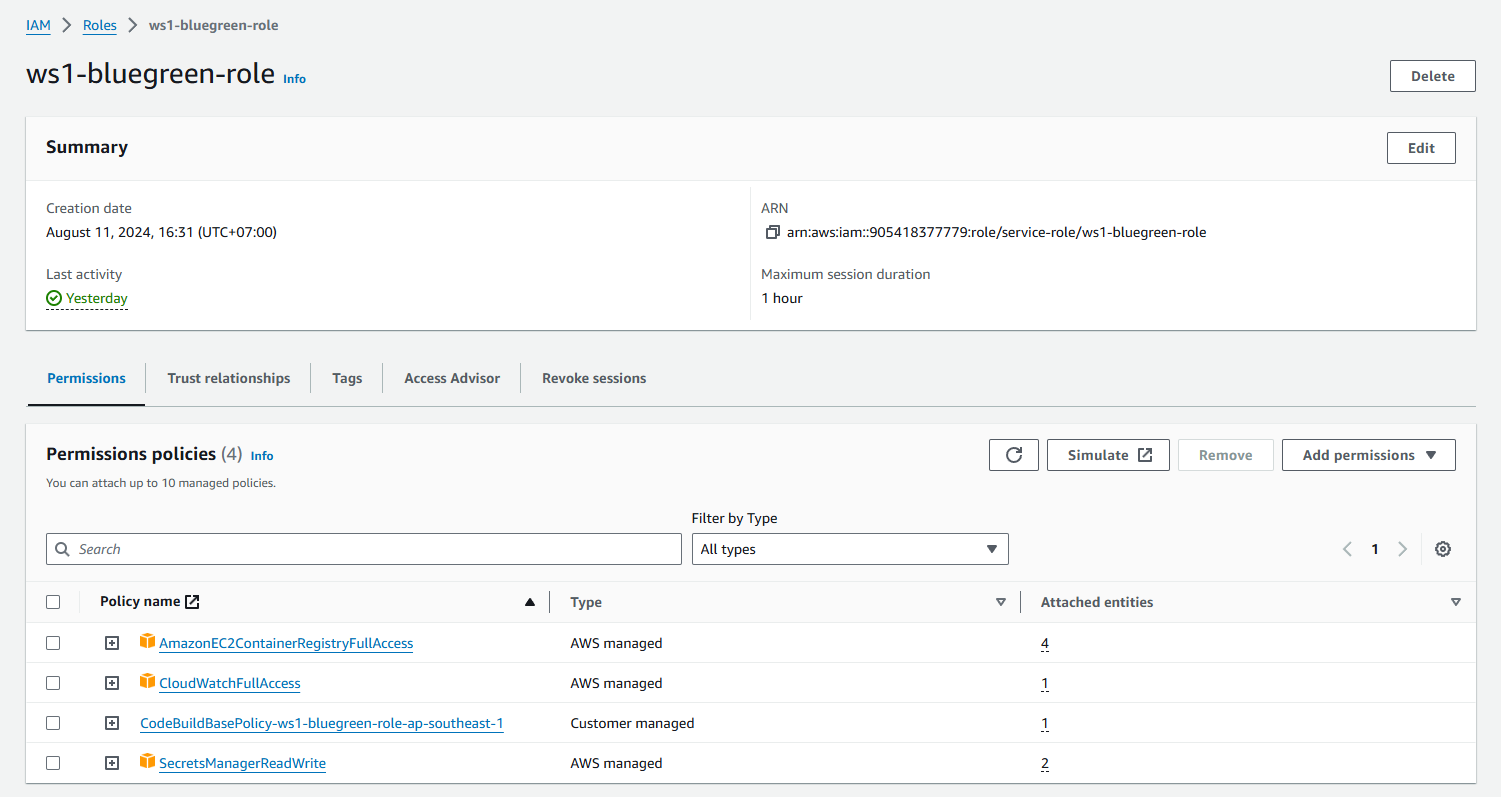 IAM > Roles > ws1-bluegreen-role
ws1-bluegreen-role Info
Delete
Summary
Edit
Creation date
August 11, 2024, 16:31 (UTC+07:00)
ARN
arn:aws:iam::905418377779:role/service-role/ws1-bluegreen-role
Last activity
Yesterday
Maximum session duration
1 hour
Permissions Trust relationships Tags Access Advisor Revoke sessions
Permissions policies (4) Info
You can attach up to 10 managed policies.
Simulate Remove Add permissions
Filter by Type
Search All types 1
Policy name Type Attached entities
AmazonEC2ContainerRegistryFullAccess AWS managed 4
CloudWatchFullAccess AWS managed 1
CodeBuildBasePolicy-ws1-bluegreen-role-ap-southeast-1 Customer managed 1
SecretsManagerReadWrite AWS managed 2